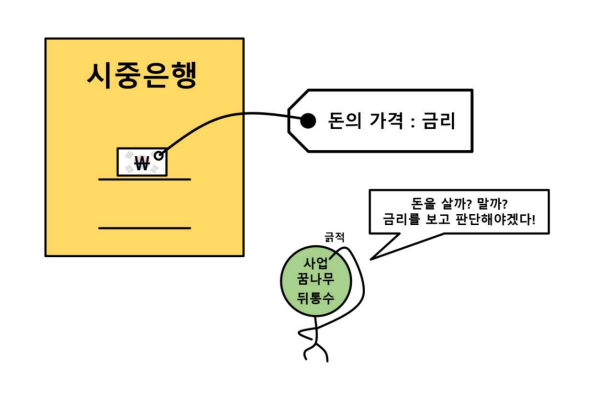 시중은행
₩
돈의 가격 : 금리
돈을 살까? 말까?
금리를 보고 판단해야겠다!
긁적
사업
꿈나무
뒤통수